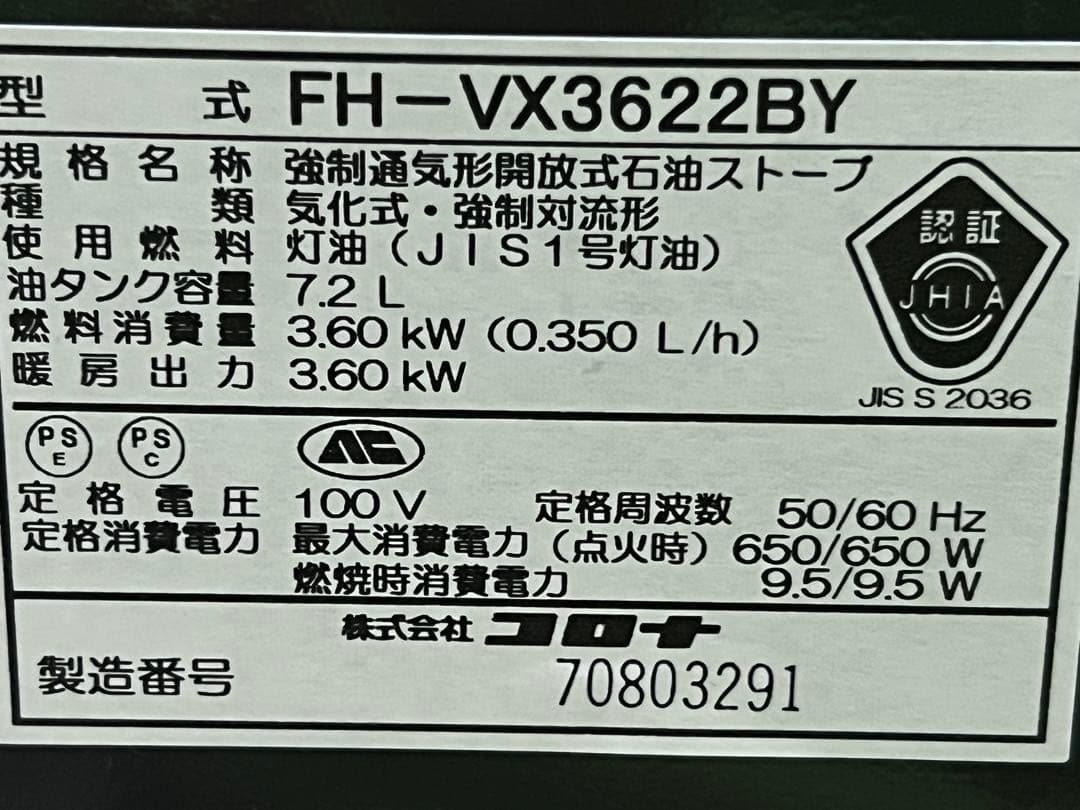 型式 FH-VX3622BY
規格名称 強制通気形開放式石油ストーブ
種類 気化式・強制対流形
使用燃料 灯油（JIS1号灯油）
油タンク容量 7.2 L
燃料消費量 3.60 kW（0.350 L/h）
暖房出力 3.60 kW
認証
JHIA
JIS S 2036
PS E PS C
定格電圧 100 V 定格周波数 50/60 Hz
定格消費電力 最大消費電力（点火時）650/650 W
燃焼時消費電力 9.5/9.5 W
株式会社 コロナ
製造番号 70803291